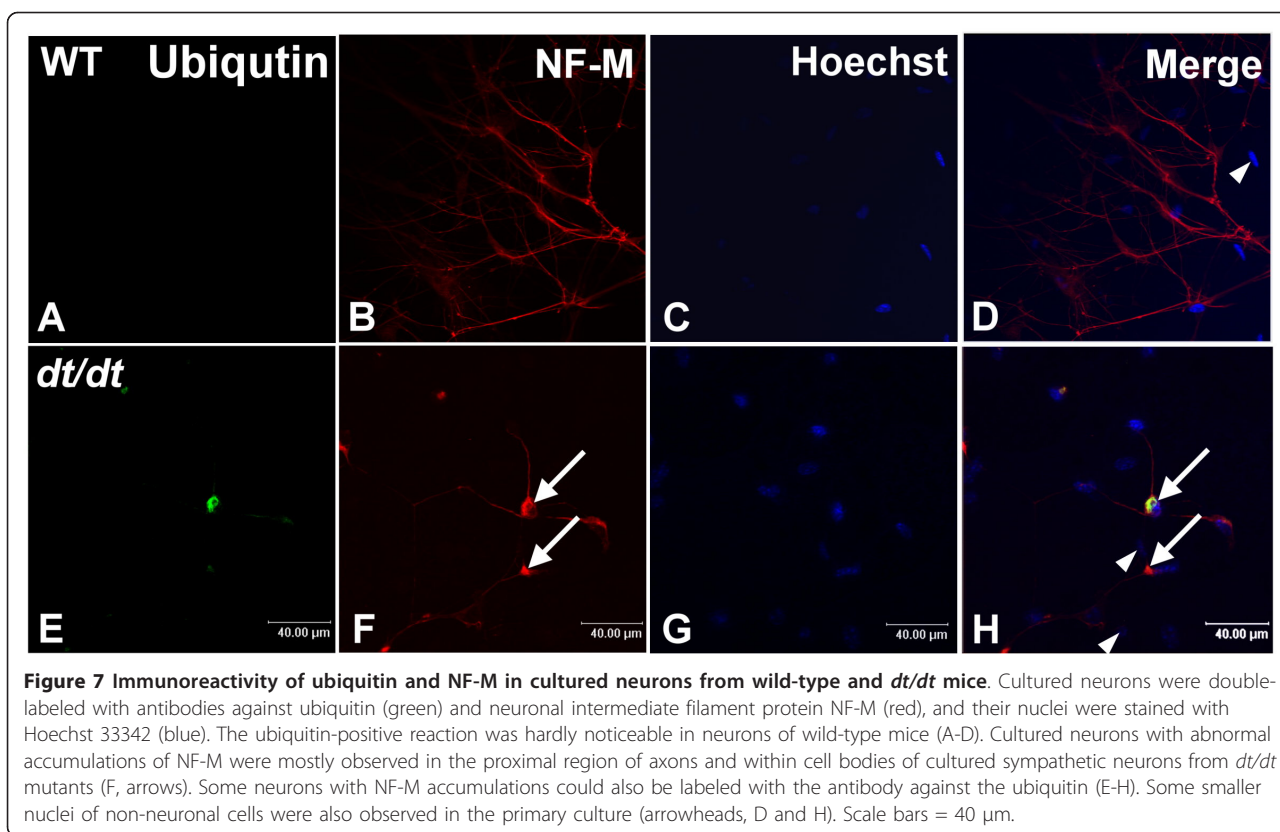 WT Ubiqutin NF-M Hoechst Merge
A B C D
dt/dt
40.00 µm 40.00 µm 40.00 µm 40.00 µm
E F G H
Figure 7 Immunoreactivity of ubiquitin and NF-M in cultured neurons from wild-type and dt/dt mice. Cultured neurons were double-
labeled with antibodies against ubiquitin (green) and neuronal intermediate filament protein NF-M (red), and their nuclei were stained with
Hoechst 33342 (blue). The ubiquitin-positive reaction was hardly noticeable in neurons of wild-type mice (A-D). Cultured neurons with abnormal
accumulations of NF-M were mostly observed in the proximal region of axons and within cell bodies of cultured sympathetic neurons from dt/dt
mutants (F, arrows). Some neurons with NF-M accumulations could also be labeled with the antibody against the ubiquitin (E-H). Some smaller
nuclei of non-neuronal cells were also observed in the primary culture (arrowheads, D and H). Scale bars = 40 μm.